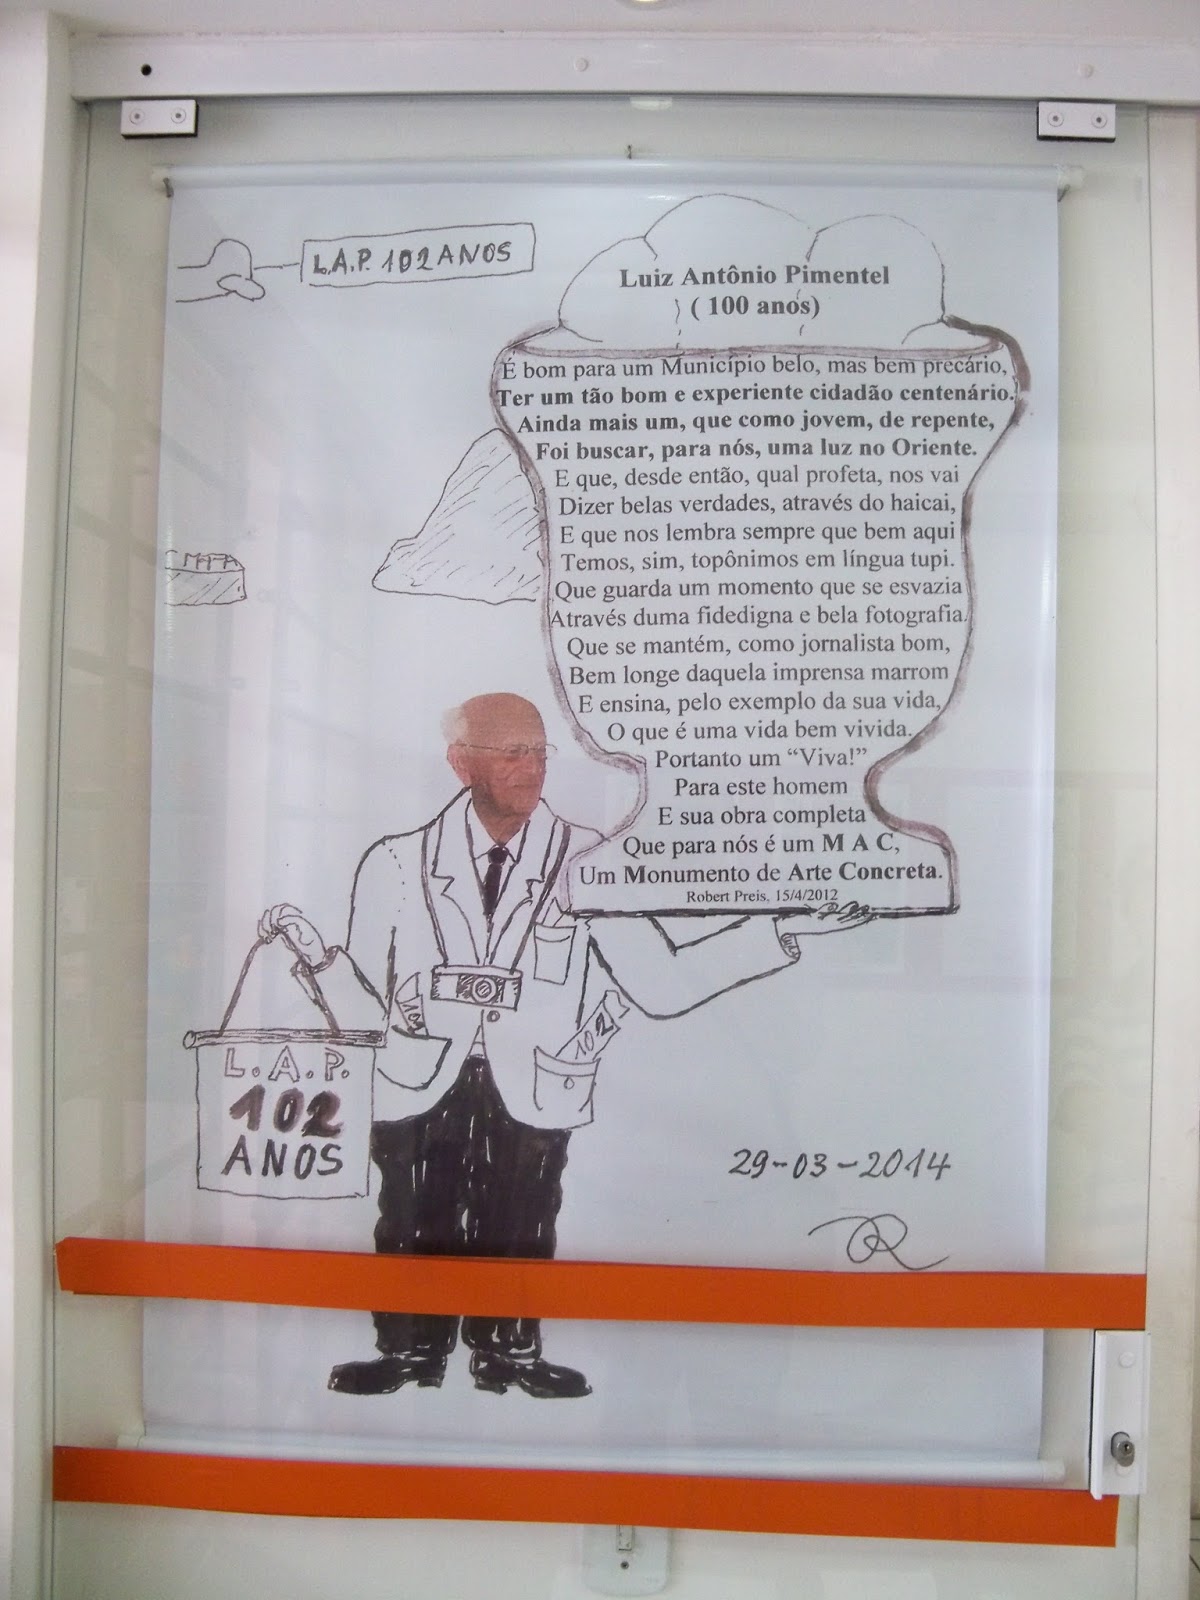 L.A.P. 102 ANOS
Luiz Antônio Pimentel
( 100 anos)
É bom para um Município belo, mas bem precário,
Ter um tão bom e experiente cidadão centenário.
Ainda mais um, que como jovem, de repente,
Foi buscar, para nós, uma luz no Oriente.
E que, desde então, qual profeta, nos vai
Dizer belas verdades, através do haicai,
E que nos lembra sempre que bem aqui
Temos, sim, topônimos em língua tupi.
Que guarda um momento que se esvazia
Através duma fidedigna e bela fotografia.
Que se mantém, como jornalista bom,
Bem longe daquela imprensa marrom
E ensina, pelo exemplo da sua vida,
O que é uma vida bem vivida.
Portanto um “Viva!”
Para este homem
E sua obra completa
Que para nós é um M A C,
Um Monumento de Arte Concreta.
Robert Preis, 15/4/2012
102
L.A.P.
102
ANOS
29-03-2014